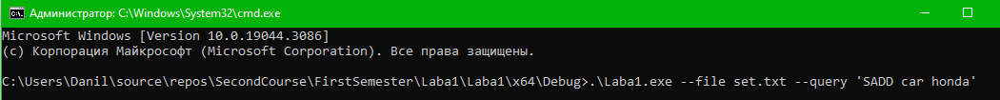 Администратор: C:\Windows\System32\cmd.exe
Microsoft Windows [Version 10.0.19044.3086]
(c) Корпорация Майкрософт (Microsoft Corporation). Все права защищены.
C:\Users\Danil\source\repos\SecondCourse\FirstSemester\Laba1\Laba1\x64\Debug>.\Laba1.exe --file set.txt --query 'SADD car honda'